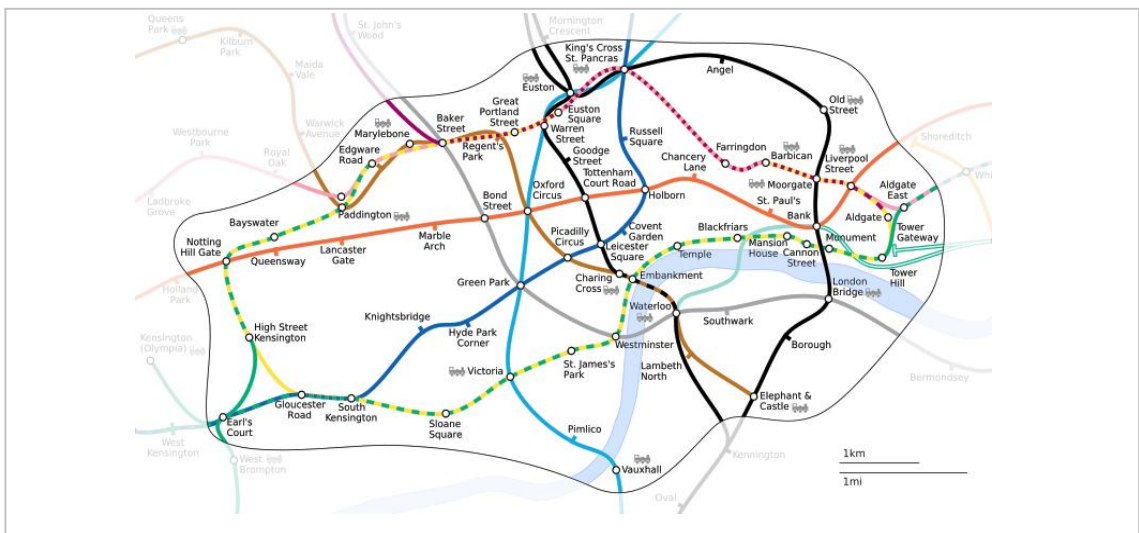 Queens
Park
Kilburn
Park
St. John's
Wood
Mornington
Crescent
Maida
Vale
Warwick
Avenue
Westbourne
Park
Royal
Oak
Ladbroke
Grove
King's Cross
St. Pancras
Euston
Angel
Old
Street
Shoreditch
Great
Portland
Street
Euston
Square
Baker
Street
Marylebone
Edgware
Road
Regent's
Park
Warren
Street
Russell
Square
Goodge
Street
Farringdon
Barbican
Liverpool
Street
Chancery
Lane
Moorgate
Aldgate
East
Whi
Tottenham
Court Road
Holborn
Bond
Street
Oxford
Circus
St. Paul's
Bank
Aldgate
Paddington
Bayswater
Notting
Hill Gate
Queensway
Lancaster
Gate
Marble
Arch
Picadilly
Circus
Covent
Garden
Leicester
Square
Blackfriars
Mansion
House
Cannon
Street
Monument
Tower
Gateway
Temple
Tower
Hill
Holland
Park
Charing
Cross
Embankment
Green Park
Waterloo
London
Bridge
Southwark
Kensington
(Olympia)
High Street
Kensington
Knightsbridge
Hyde Park
Corner
Westminster
St. James's
Park
Lambeth
North
Borough
Bermondsey
Victoria
Elephant &
Castle
Gloucester
Road
South
Kensington
Sloane
Square
Earl's
Court
West
Kensington
West
Brompton
Pimlico
Vauxhall
Kennington
Oval
1km
1mi